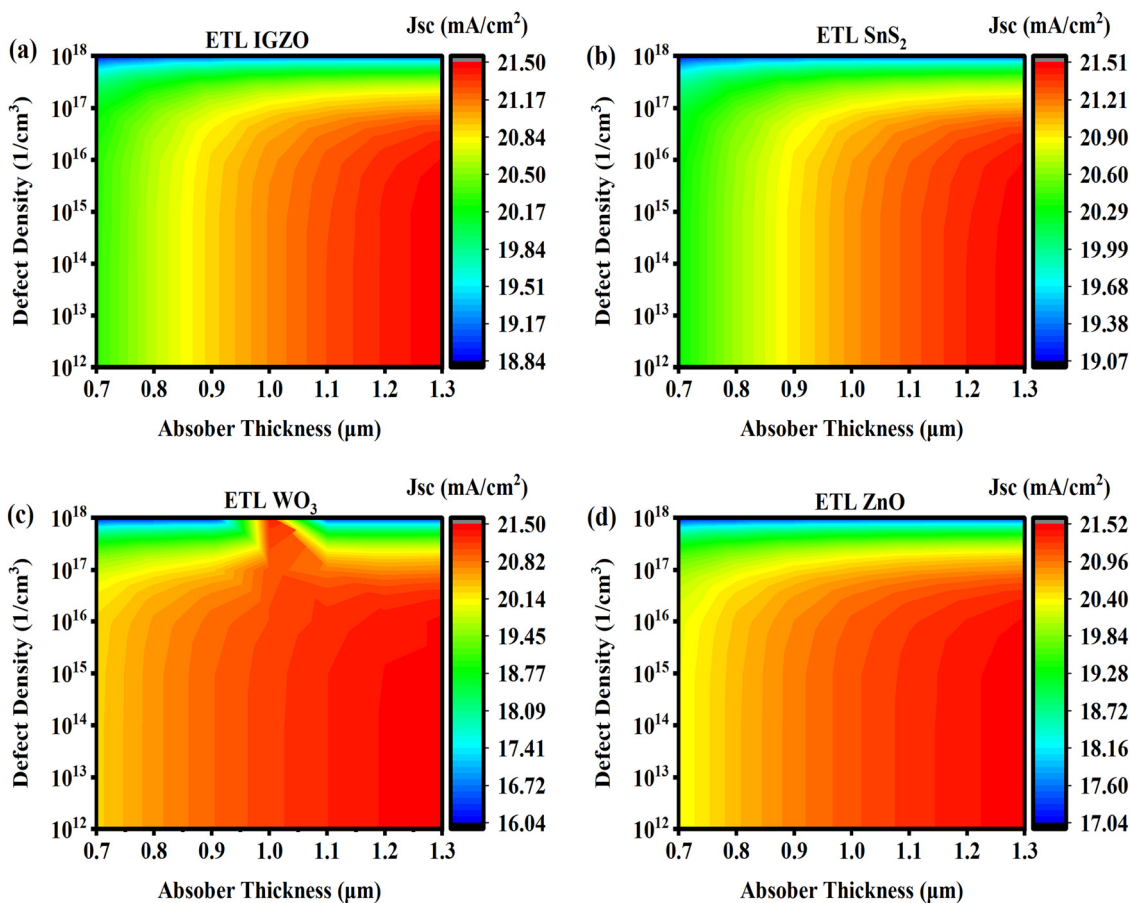 (a)
ETL IGZO
Jsc (mA/cm²)
10¹⁸
10¹⁷
10¹⁶
10¹⁵
10¹⁴
10¹³
10¹²
Defect Density (1/cm³)
0.7 0.8 0.9 1.0 1.1 1.2 1.3
Absober Thickness (µm)
21.50
21.17
20.84
20.50
20.17
19.84
19.51
19.17
18.84
(b)
ETL SnS₂
Jsc (mA/cm²)
10¹⁸
10¹⁷
10¹⁶
10¹⁵
10¹⁴
10¹³
10¹²
Defect Density (1/cm³)
0.7 0.8 0.9 1.0 1.1 1.2 1.3
Absober Thickness (µm)
21.51
21.21
20.90
20.60
20.29
19.99
19.68
19.38
19.07
(c)
ETL WO₃
Jsc (mA/cm²)
10¹⁸
10¹⁷
10¹⁶
10¹⁵
10¹⁴
10¹³
10¹²
Defect Density (1/cm³)
0.7 0.8 0.9 1.0 1.1 1.2 1.3
Absober Thickness (µm)
21.50
20.82
20.14
19.45
18.77
18.09
17.41
16.72
16.04
(d)
ETL ZnO
Jsc (mA/cm²)
10¹⁸
10¹⁷
10¹⁶
10¹⁵
10¹⁴
10¹³
10¹²
Defect Density (1/cm³)
0.7 0.8 0.9 1.0 1.1 1.2 1.3
Absober Thickness (µm)
21.52
20.96
20.40
19.84
19.28
18.72
18.16
17.60
17.04